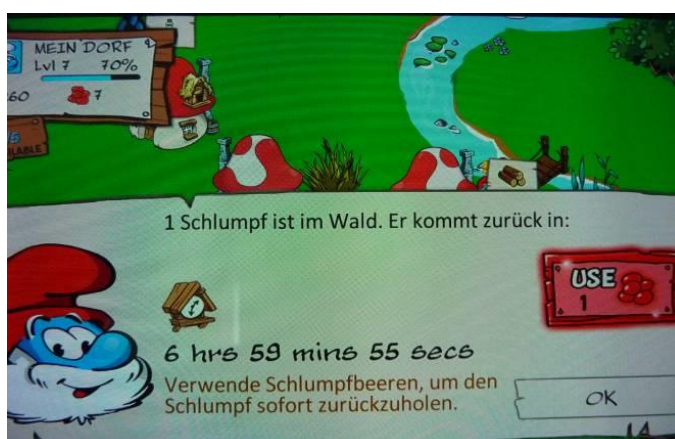 MEIN DORF
Lvl 7 70%
60 7
1 Schlumpf ist im Wald. Er kommt zurück in:
USE
1
6 hrs 59 mins 55 secs
Verwende Schlumpfbeeren, um den
Schlumpf sofort zurückzuholen.
OK